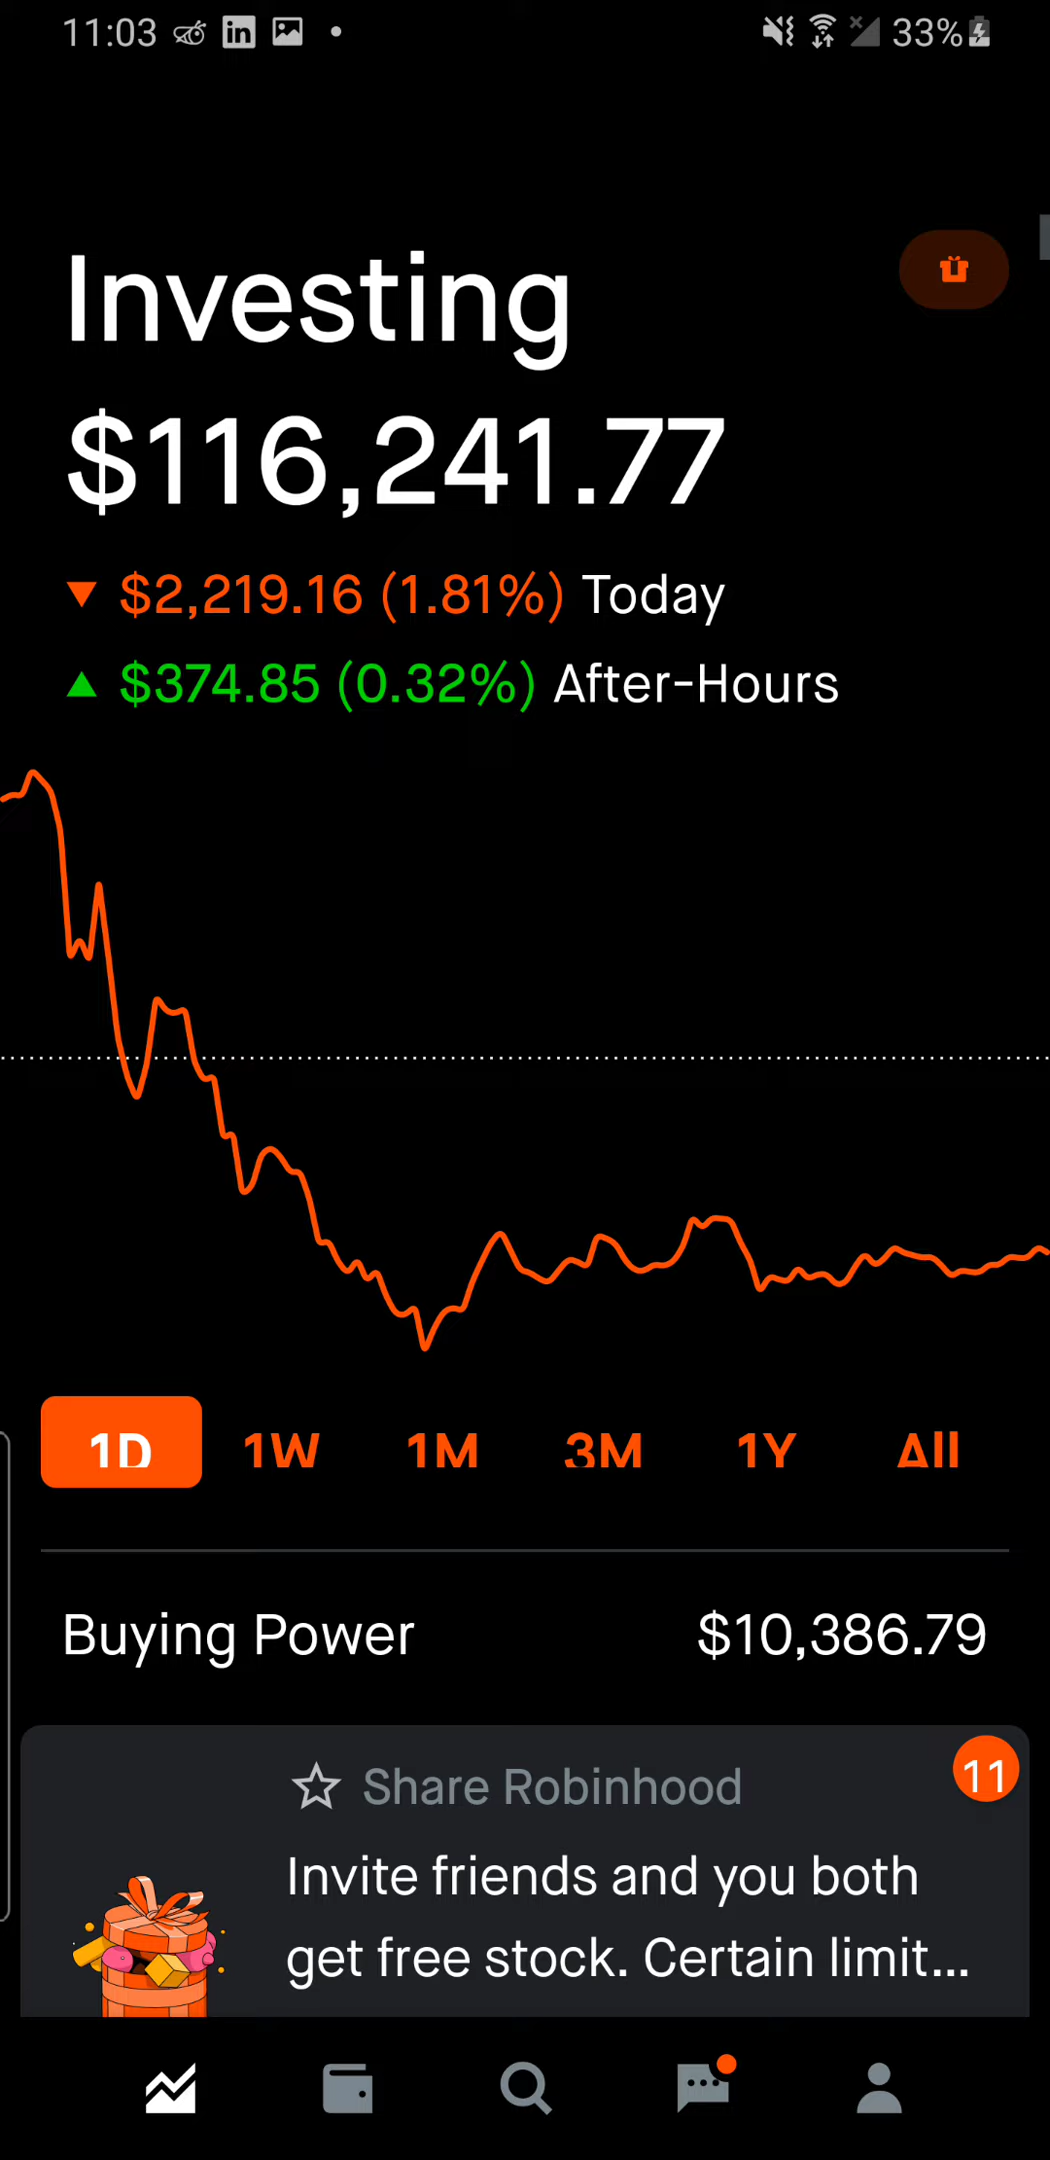 11:03 in 33%
Investing
$116,241.77
$2,219.16 (1.81%) Today
$374.85 (0.32%) After-Hours
1D 1W 1M 3M 1Y All
Buying Power $10,386.79
Share Robinhood 11
Invite friends and you both
get free stock. Certain limit...